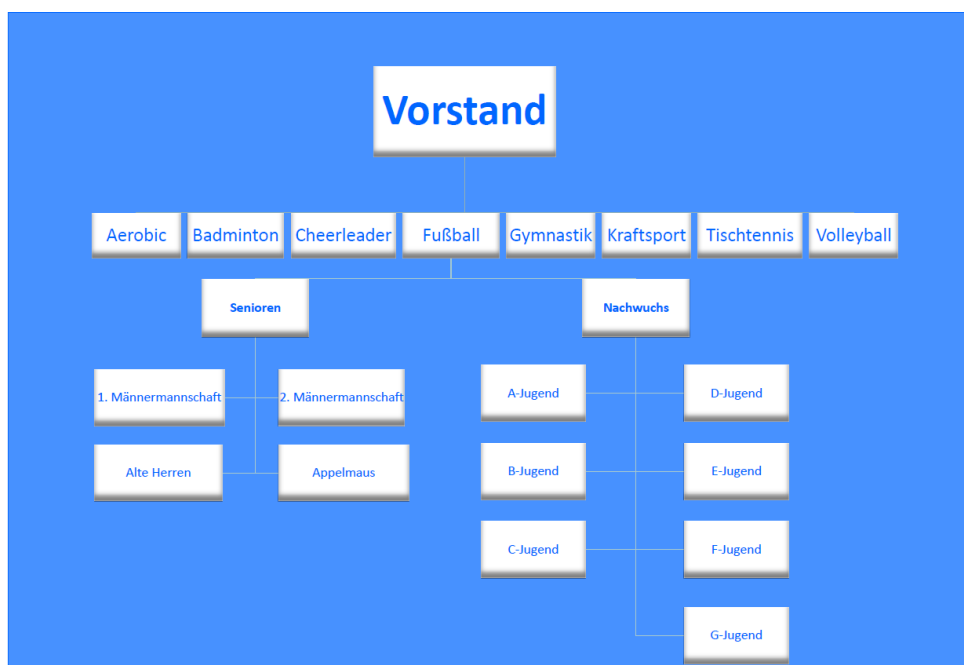 Vorstand
Aerobic
Badminton
Cheerleader
Fußball
Gymnastik
Kraftsport
Tischtennis
Volleyball
Senioren
Nachwuchs
1. Männermannschaft
2. Männermannschaft
Alte Herren
Appelmaus
A-Jugend
D-Jugend
B-Jugend
E-Jugend
C-Jugend
F-Jugend
G-Jugend